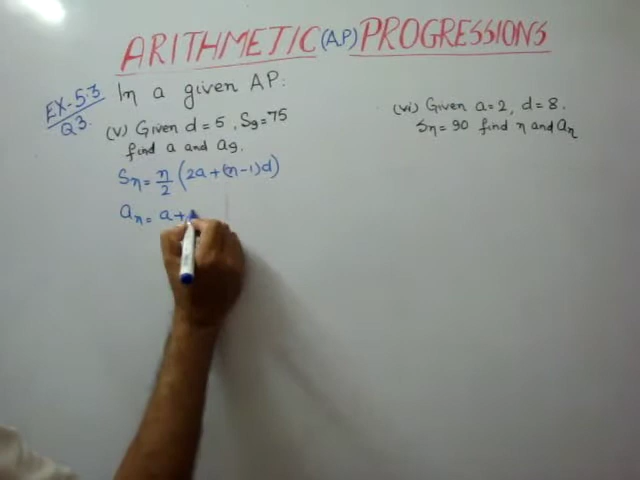 ARITHMETIC (AP) PROGRESSIONS
EX-5.3
Q3.
In a given AP:
(v) Given d = 5, S9 = 75
find a and a9.
Sn = n/2 (2a + (n-1)d)
an = a +
(vi) Given a = 2, d = 8.
Sn = 90 find n and an